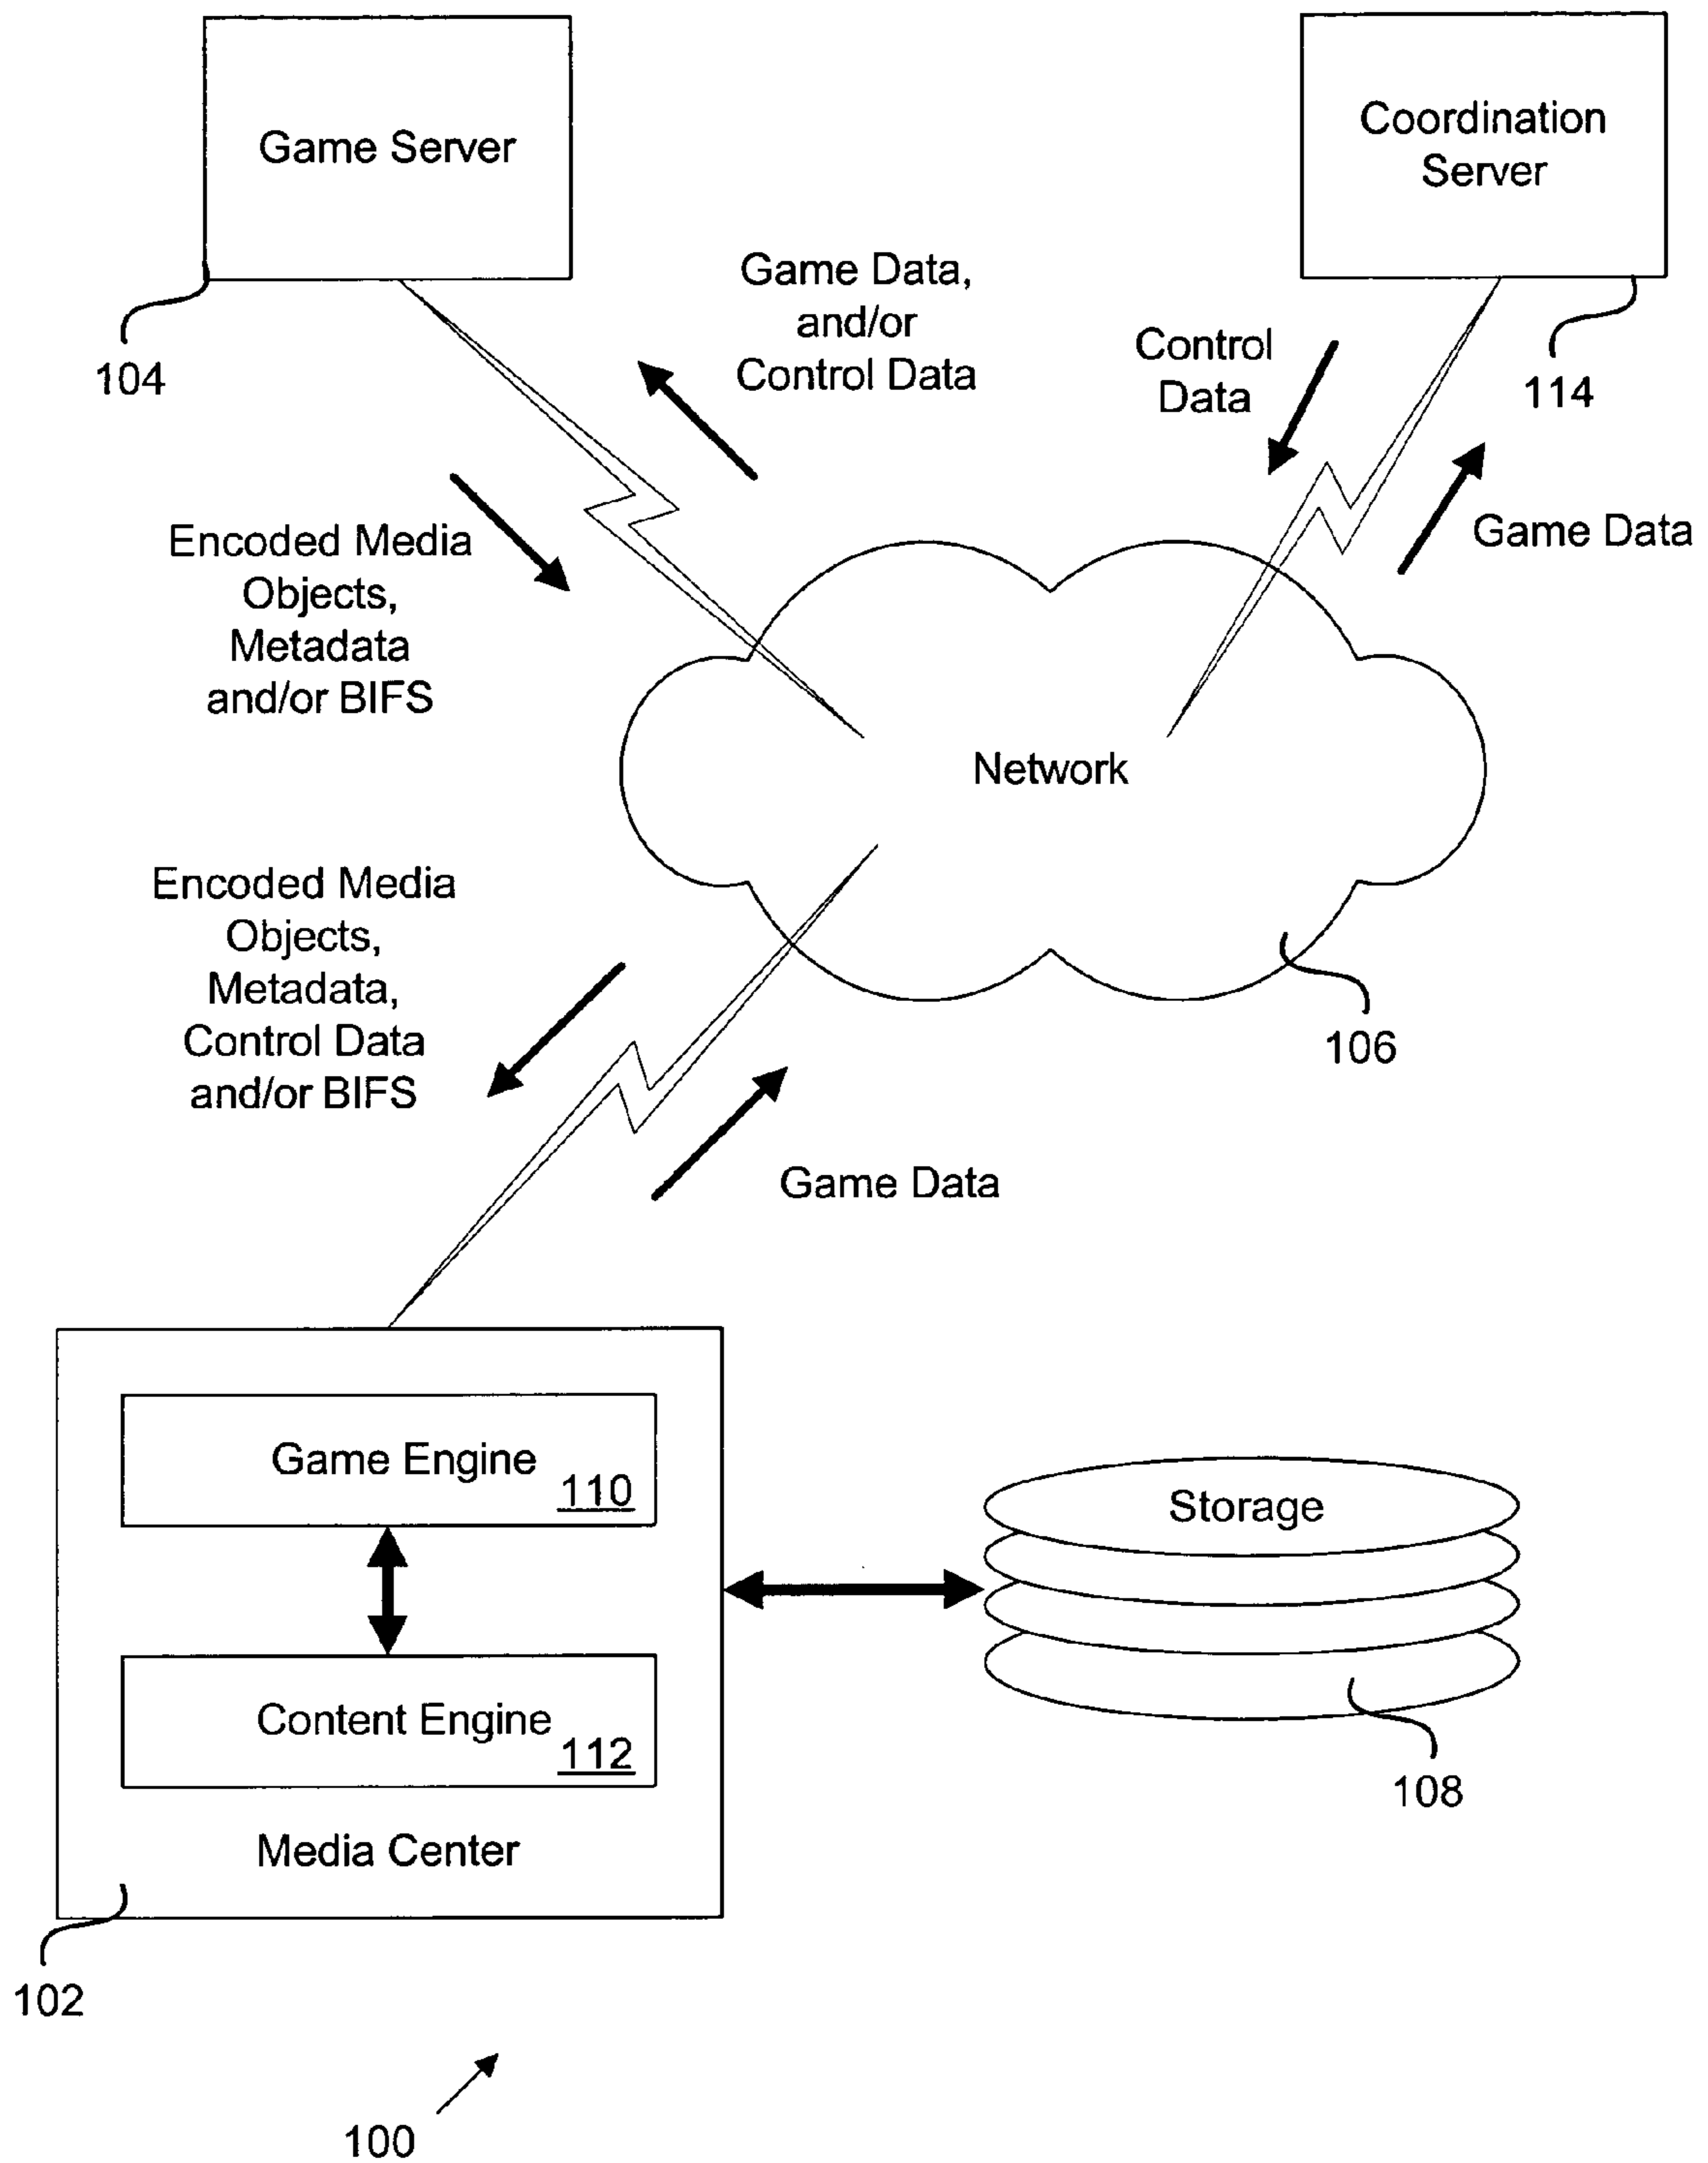 Game Server
Coordination
Server
104
114
Game Data,
and/or
Control Data
Control
Data
Game Data
Encoded Media
Objects,
Metadata
and/or BIFS
Network
106
Encoded Media
Objects,
Metadata,
Control Data
and/or BIFS
Game Data
Game Engine
110
Content Engine
112
Media Center
102
Storage
108
100